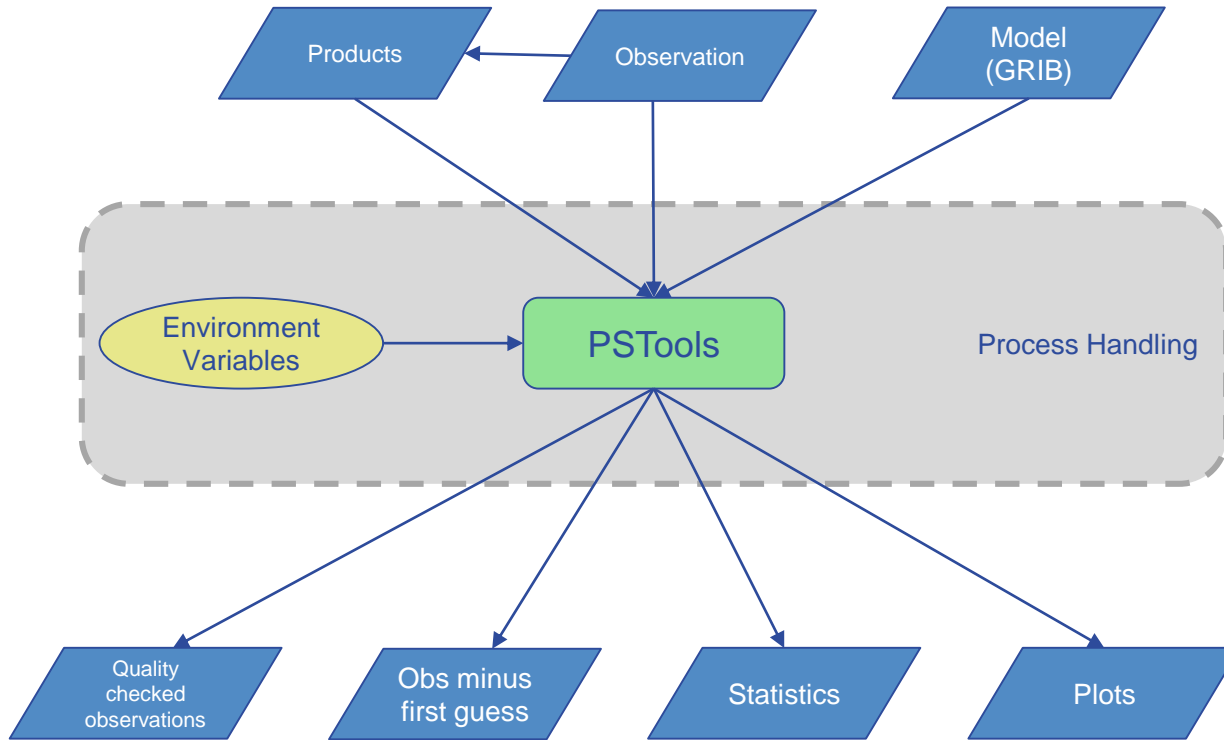 Products
Observation
Model
(GRIB)
Environment
Variables
PSTools
Process Handling
Quality
checked
observations
Obs minus
first guess
Statistics
Plots